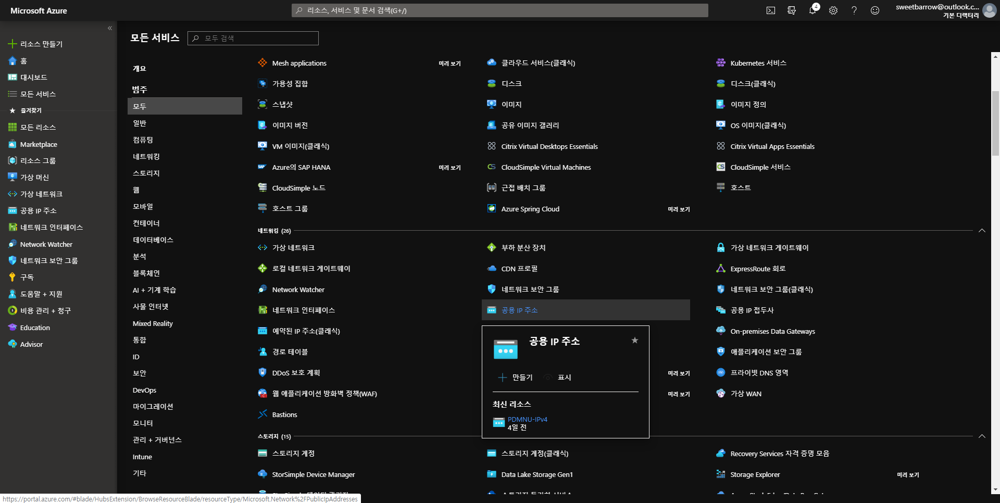 Microsoft Azure
리소스, 서비스 및 문서 검색(G+/)
4
sweetbarrow@outlook.c...
기본 디렉터리
«
리소스 만들기
홈
대시보드
모든 서비스
즐겨찾기
모든 리소스
Marketplace
리소스 그룹
가상 머신
가상 네트워크
공용 IP 주소
네트워크 인터페이스
Network Watcher
네트워크 보안 그룹
구독
도움말 + 지원
비용 관리 + 청구
Education
Advisor
모든 서비스
모두 검색
개요
범주
모두
일반
컴퓨팅
네트워킹
스토리지
웹
모바일
컨테이너
데이터베이스
분석
블록체인
AI + 기계 학습
사물 인터넷
Mixed Reality
통합
ID
보안
DevOps
마이그레이션
모니터
관리 + 거버넌스
Intune
기타
Mesh applications 미리 보기
클라우드 서비스(클래식)
Kubernetes 서비스
가용성 집합
디스크
디스크(클래식)
스냅샷
이미지
이미지 정의
이미지 버전
공유 이미지 갤러리
OS 이미지(클래식)
VM 이미지(클래식)
Citrix Virtual Desktops Essentials
Citrix Virtual Apps Essentials
Azure의 SAP HANA 미리 보기
CloudSimple Virtual Machines
CloudSimple 서비스
CloudSimple 노드
근접 배치 그룹
호스트
호스트 그룹
Azure Spring Cloud 미리 보기
네트워킹 (26)
가상 네트워크
부하 분산 장치
가상 네트워크 게이트웨이
로컬 네트워크 게이트웨이
CDN 프로필
ExpressRoute 회로
Network Watcher
네트워크 보안 그룹
네트워크 보안 그룹(클래식)
네트워크 인터페이스
공용 IP 주소
공용 IP 접두사
예약된 IP 주소(클래식)
On-premises Data Gateways
경로 테이블
애플리케이션 보안 그룹
DDoS 보호 계획
미리 보기
프라이빗 DNS 영역
웹 애플리케이션 방화벽 정책(WAF)
미리 보기
가상 WAN
Bastions
공용 IP 주소
만들기
표시
최신 리소스
PDMNU-IPv4
4일 전
스토리지 (15)
스토리지 계정
스토리지 계정(클래식)
Recovery Services 자격 증명 모음
StorSimple Device Manager
Data Lake Storage Gen1
Storage Explorer 미리 보기
https://portal.azure.com/#blade/HubsExtension/BrowseResourceBlade/resourceType/Microsoft.Network%2FPublicIpAddresses